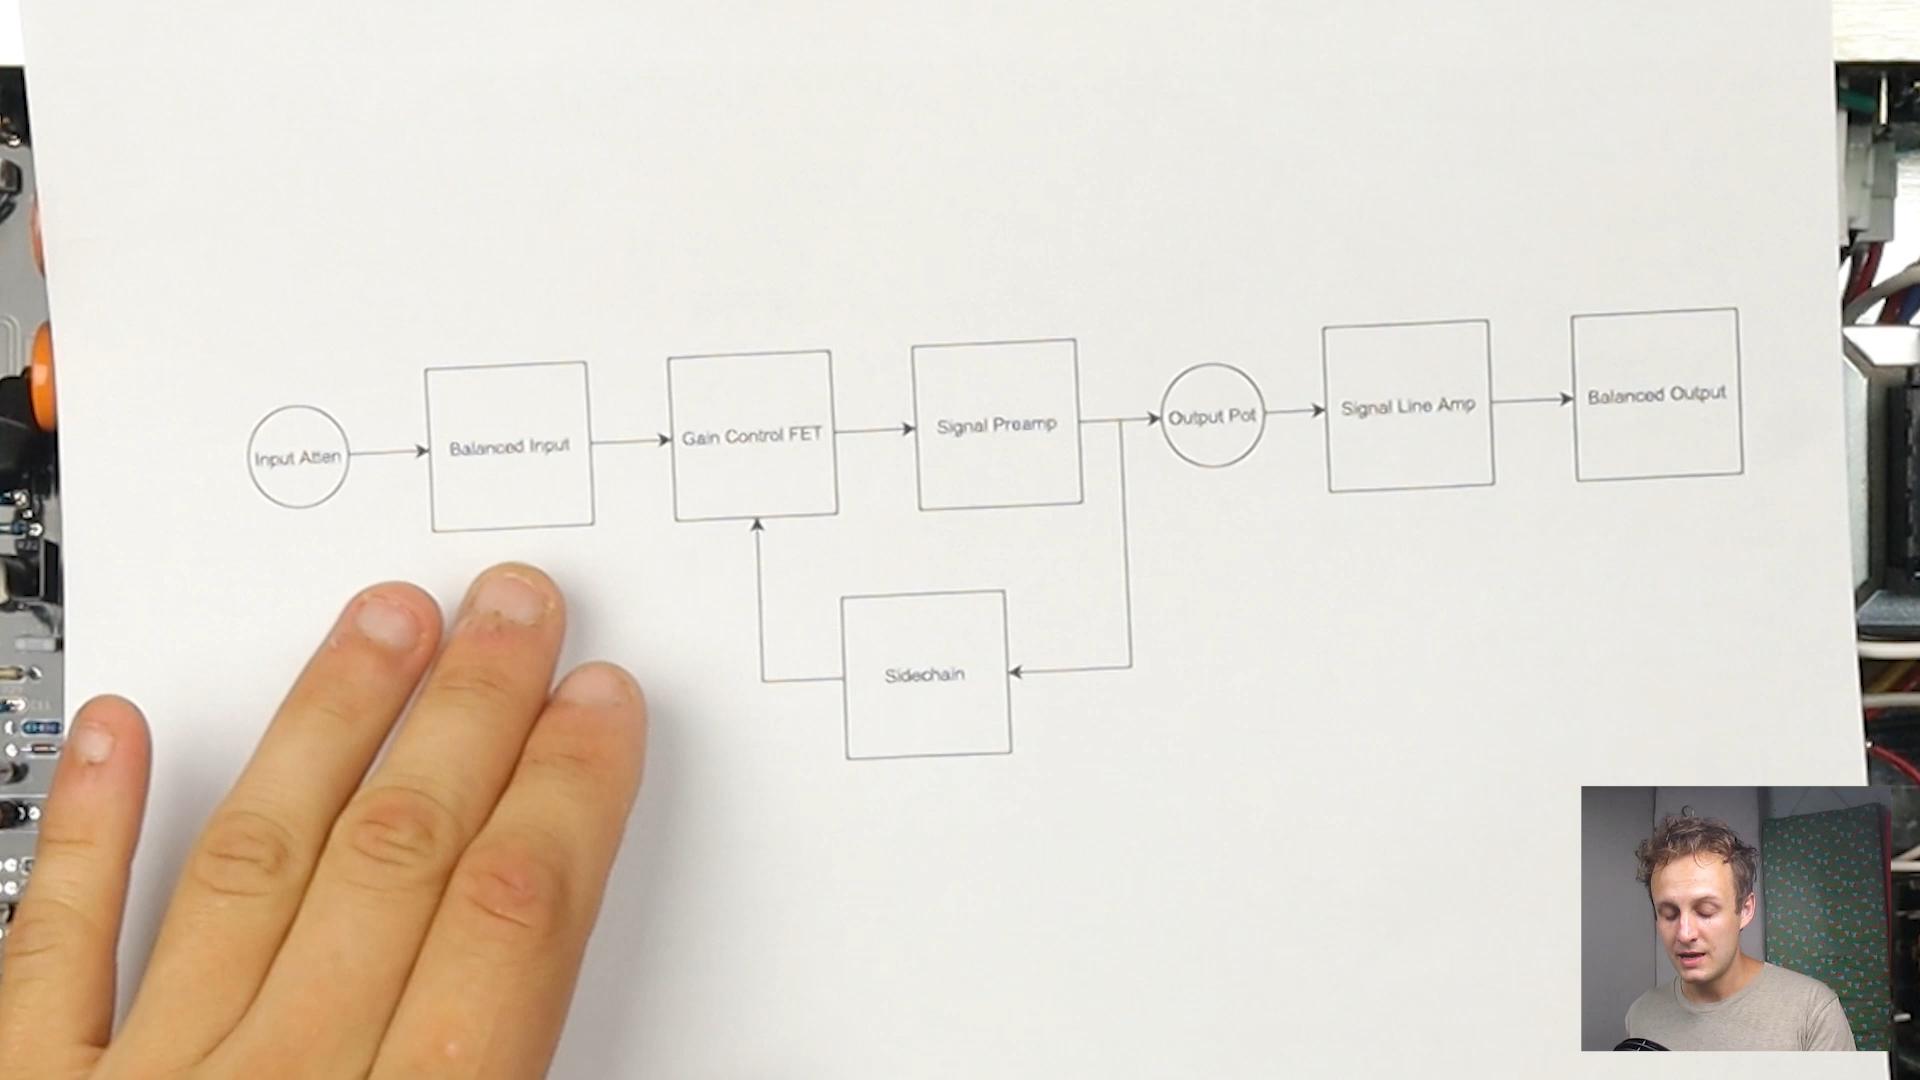 Input Atten
Balanced Input
Gain Control FET
Signal Preamp
Output Pot
Signal Line Amp
Balanced Output
Sidechain